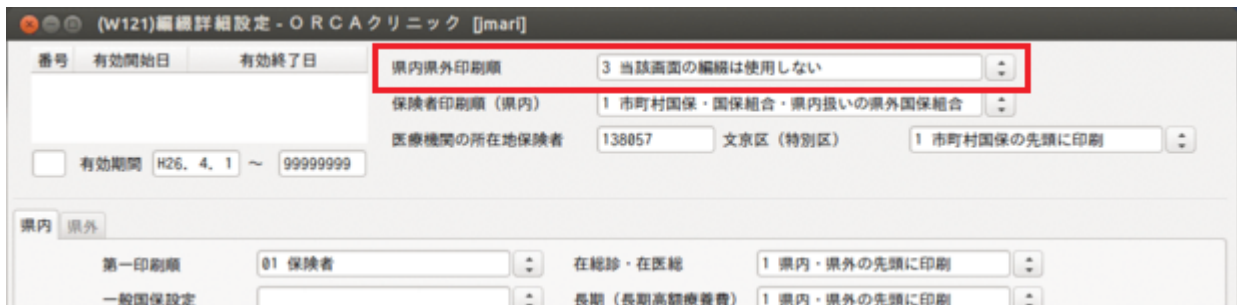 (W121)編綴詳細設定-ORCAクリニック [jmari]
番号 有効開始日 有効終了日
県内県外印刷順 3 当該画面の編綴は使用しない
保険者印刷順(県内) 1 市町村国保・国保組合・県内扱いの県外国保組合
医療機関の所在地保険者 138057 文京区(特別区) 1 市町村国保の先頭に印刷
有効期間 H26. 4. 1 ~ 99999999
県内 県外
第一印刷順 01 保険者 在総診・在医総 1 県内・県外の先頭に印刷
一般国保設定 長期(長期高額療養費) 1 県内・県外の先頭に印刷